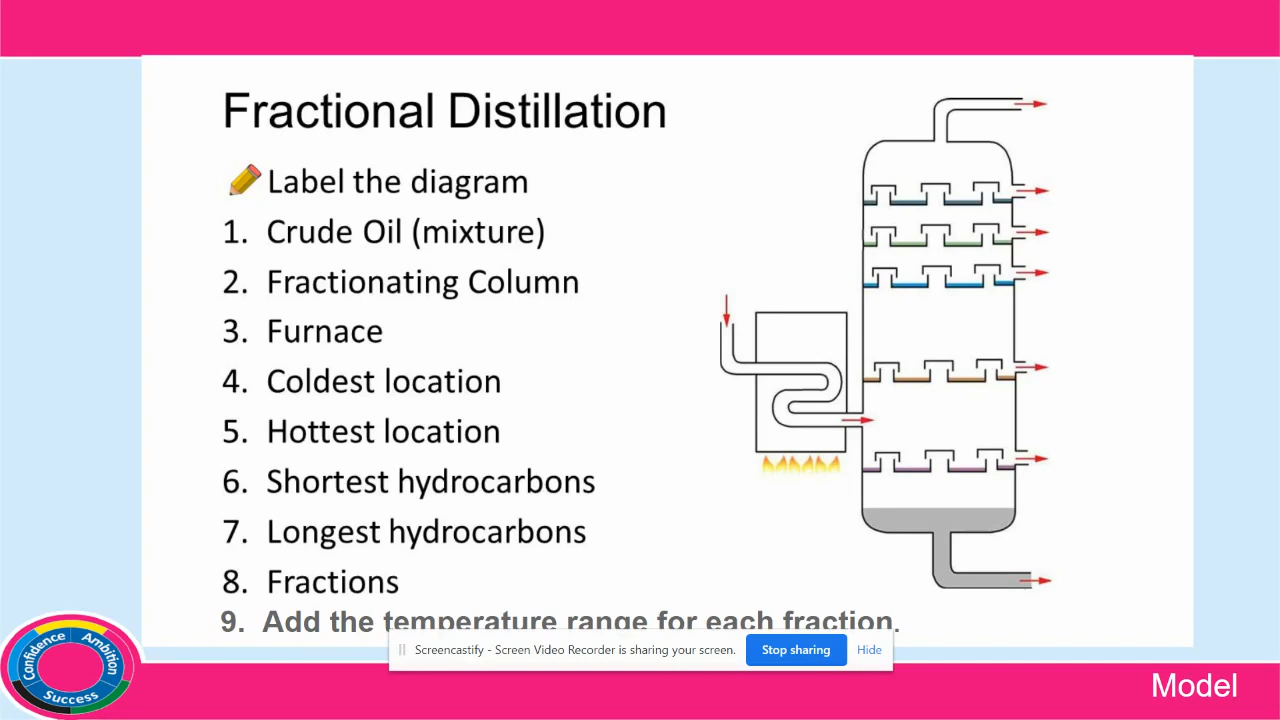 Fractional Distillation
Label the diagram
1. Crude Oil (mixture)
2. Fractionating Column
3. Furnace
4. Coldest location
5. Hottest location
6. Shortest hydrocarbons
7. Longest hydrocarbons
8. Fractions
9. Add the temperature range for each fraction.
Screencastify - Screen Video Recorder is sharing your screen.
Stop sharing
Hide
Confidence
Ambition
Success
Model